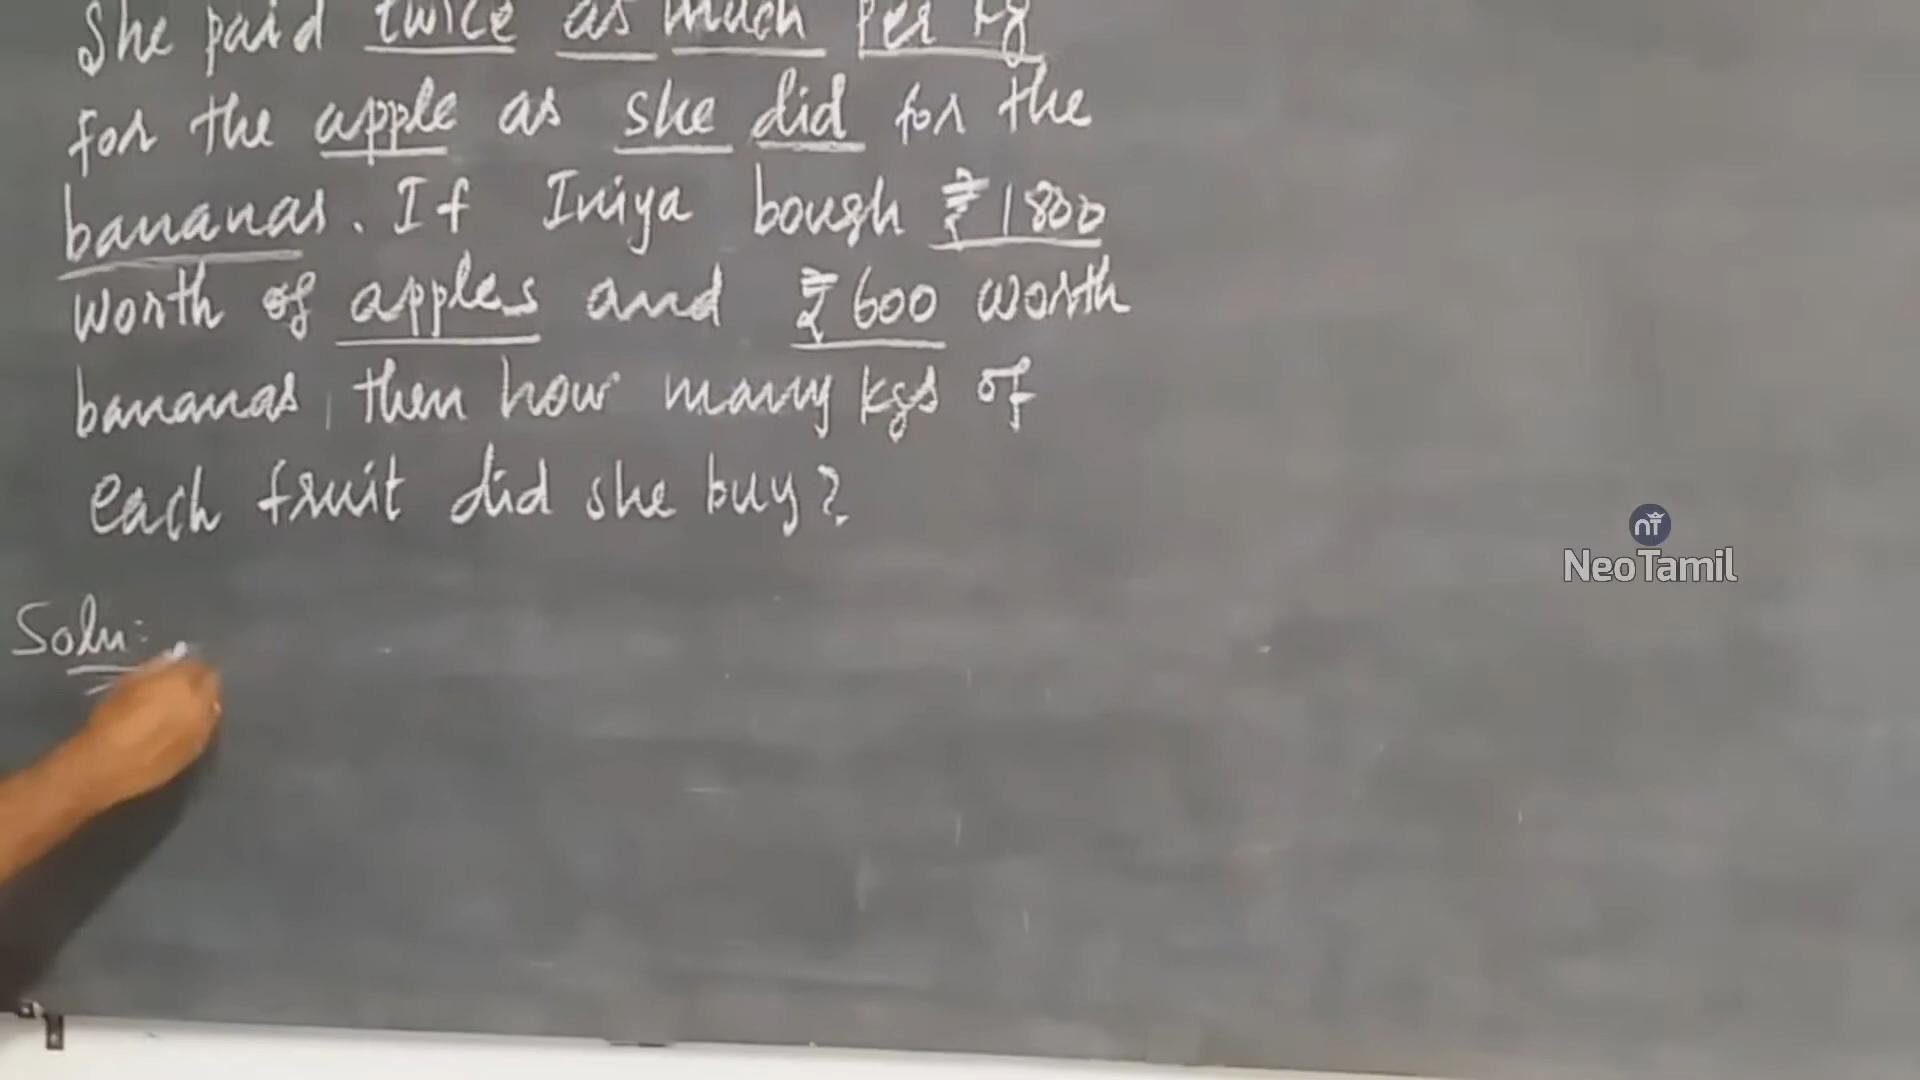 She paid twice as much Per kg
for the apple as she did for the
bananas. If Iniya bough ₹1800
worth of apples and ₹600 worth
bananas, then how many kgs of
each fruit did she buy?
Soln:
nT
NeoTamil